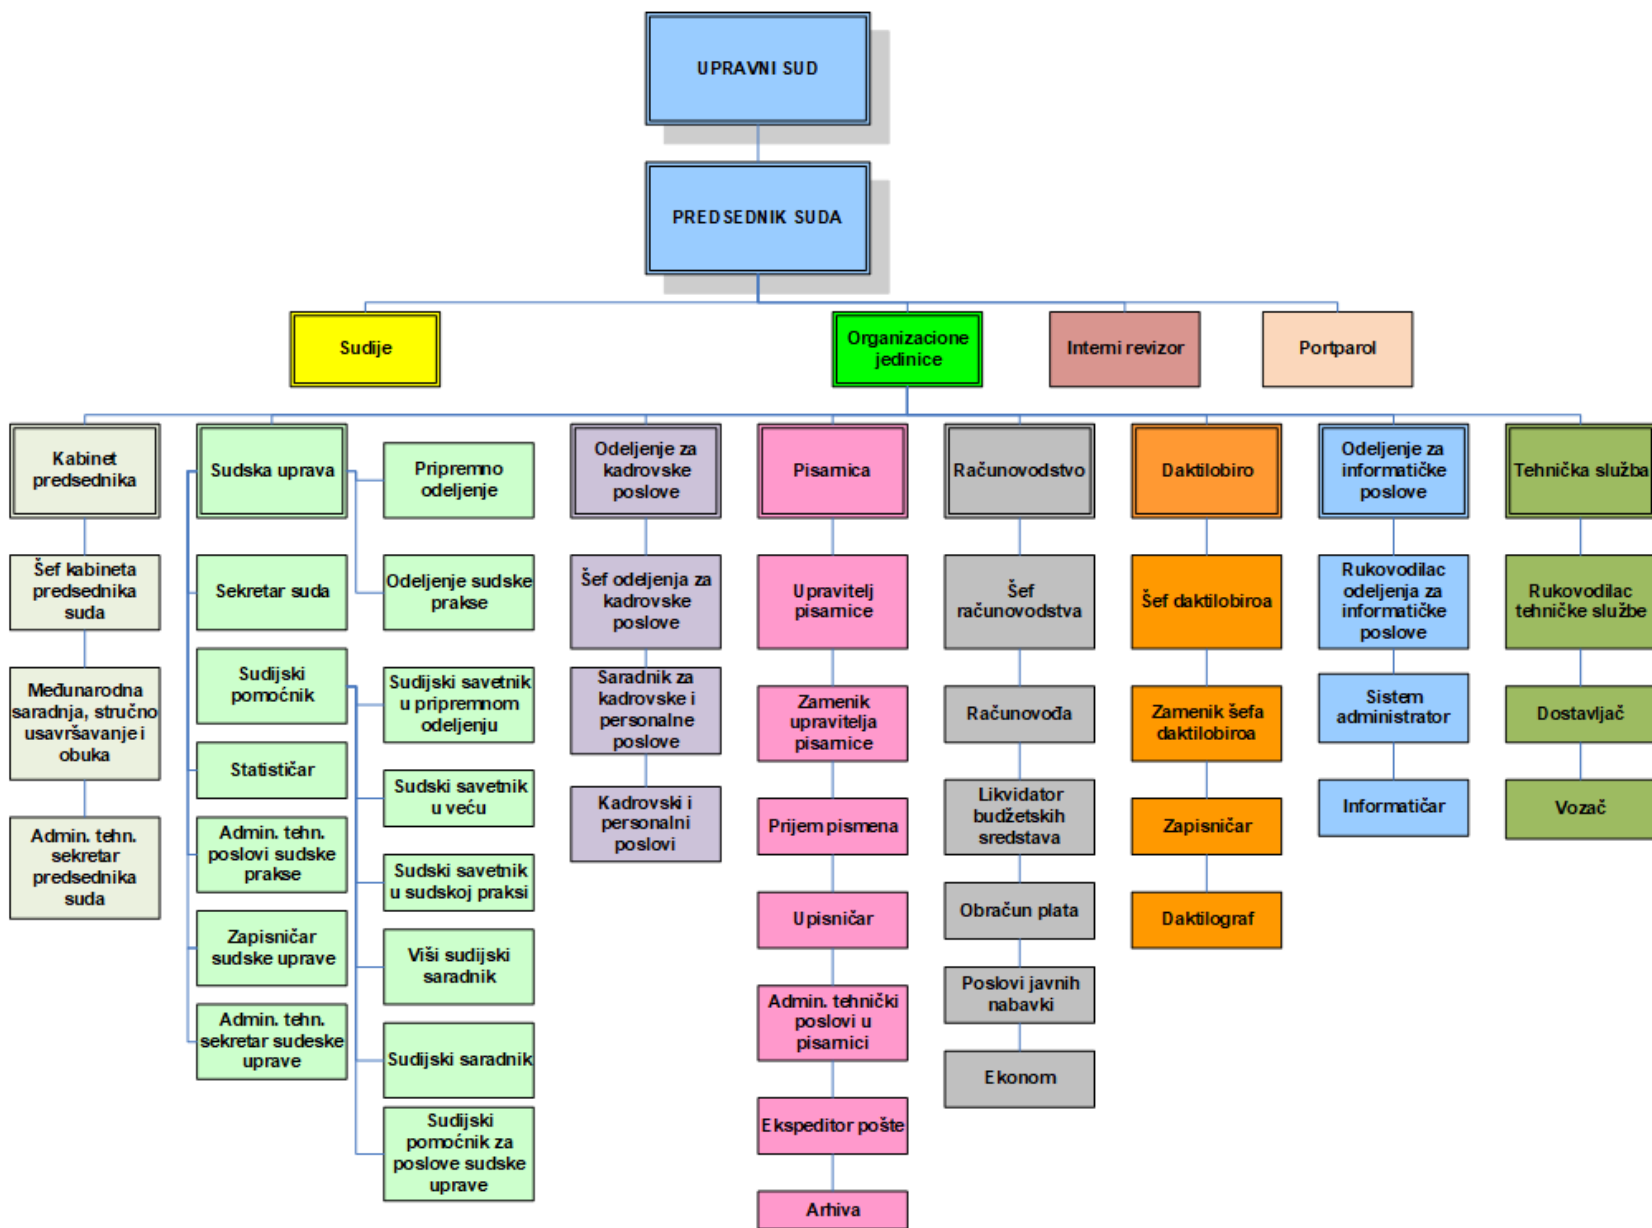 UPRAVNI SUD
PREDSEDNIK SUDA
Sudije
Organizacione
jedinice
Interni revizor
Portparol
Kabinet
predsednika
Šef kabineta
predsednika
suda
Međunarodna
saradnja, stručno
usavršavanje i
obuka
Admin. tehn.
sekretar
predsednika
suda
Sudska uprava
Sekretar suda
Sudijski
pomoćnik
Statističar
Admin. tehn.
poslovi sudske
prakse
Zapisničar
sudske uprave
Admin. tehn.
sekretar sudeske
uprave
Pripremno
odeljenje
Odeljenje sudske
prakse
Sudijski savetnik
u pripremnom
odeljenju
Sudski savetnik
u veću
Sudski savetnik
u sudskoj praksi
Viši sudijski
saradnik
Sudijski saradnik
Sudijski
pomoćnik za
poslove sudske
uprave
Odeljenje za
kadrovske
poslove
Šef odeljenja za
kadrovske
poslove
Saradnik za
kadrovske i
personalne
poslove
Kadrovski i
personalni
poslovi
Pisarnica
Upravitelj
pisarnice
Zamenik
upravitelja
pisarnice
Prijem pismena
Upisničar
Admin. tehnički
poslovi u
pisarnici
Ekspeditor pošte
Arhiva
Računovodstvo
Šef
računovodstva
Računovođa
Likvidator
budžetskih
sredstava
Obračun plata
Poslovi javnih
nabavki
Ekonom
Daktilobiro
Šef daktilobiroa
Zamenik šefa
daktilobiroa
Zapisničar
Daktilograf
Odeljenje za
informatičke
poslove
Rukovodilac
odeljenja za
informatičke
poslove
Sistem
administrator
Informatičar
Tehnička služba
Rukovodilac
tehničke službe
Dostavljač
Vozač